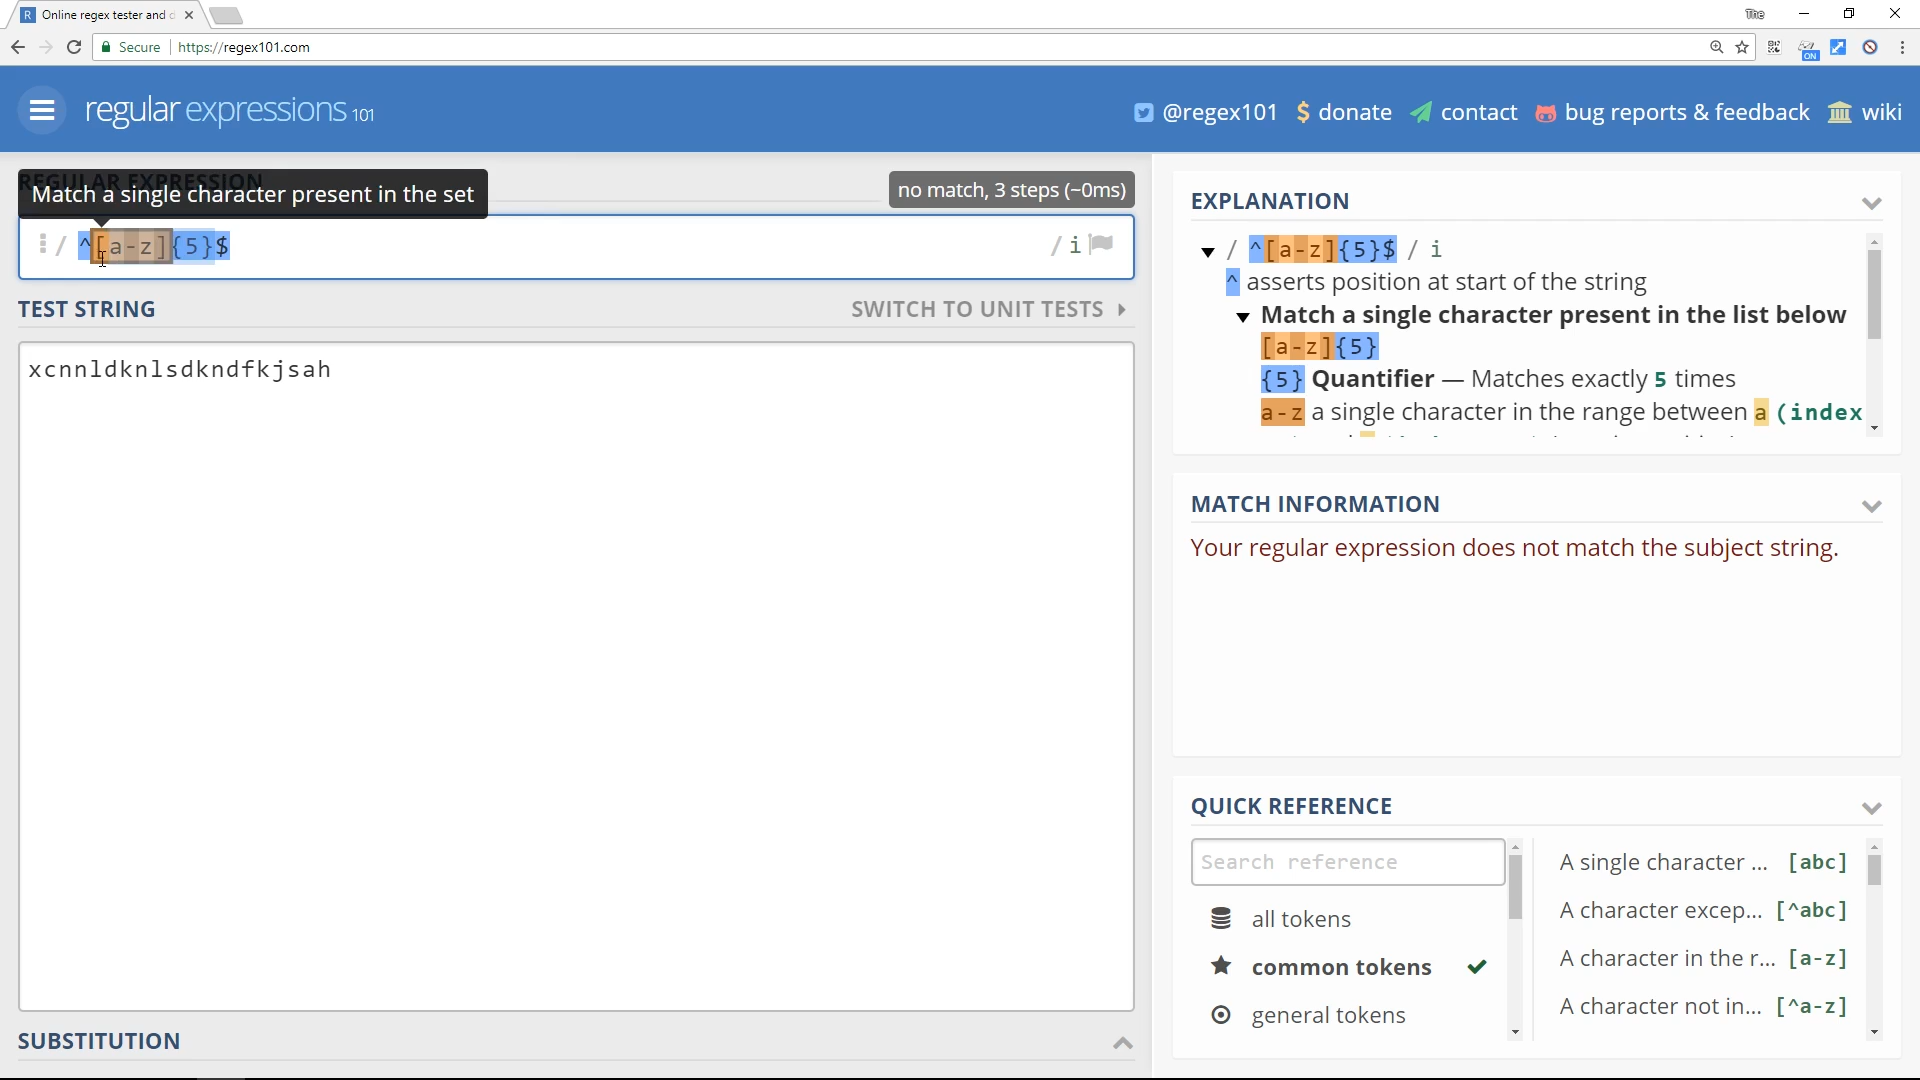 Online regex tester and d
The
Secure https://regex101.com
ON
regular expressions 101
@regex101 $ donate contact bug reports & feedback wiki
REGULAR EXPRESSION
Match a single character present in the set
no match, 3 steps (~0ms)
/ ^[a-z]{5}$ / i
TEST STRING
SWITCH TO UNIT TESTS
xcnnldknlsdkndfkjsah
SUBSTITUTION
EXPLANATION
/ ^[a-z]{5}$ / i
^ asserts position at start of the string
Match a single character present in the list below
[a-z]{5}
{5} Quantifier — Matches exactly 5 times
a-z a single character in the range between a (index
MATCH INFORMATION
Your regular expression does not match the subject string.
QUICK REFERENCE
Search reference
all tokens
common tokens
general tokens
A single character ... [abc]
A character excep... [^abc]
A character in the r... [a-z]
A character not in... [^a-z]